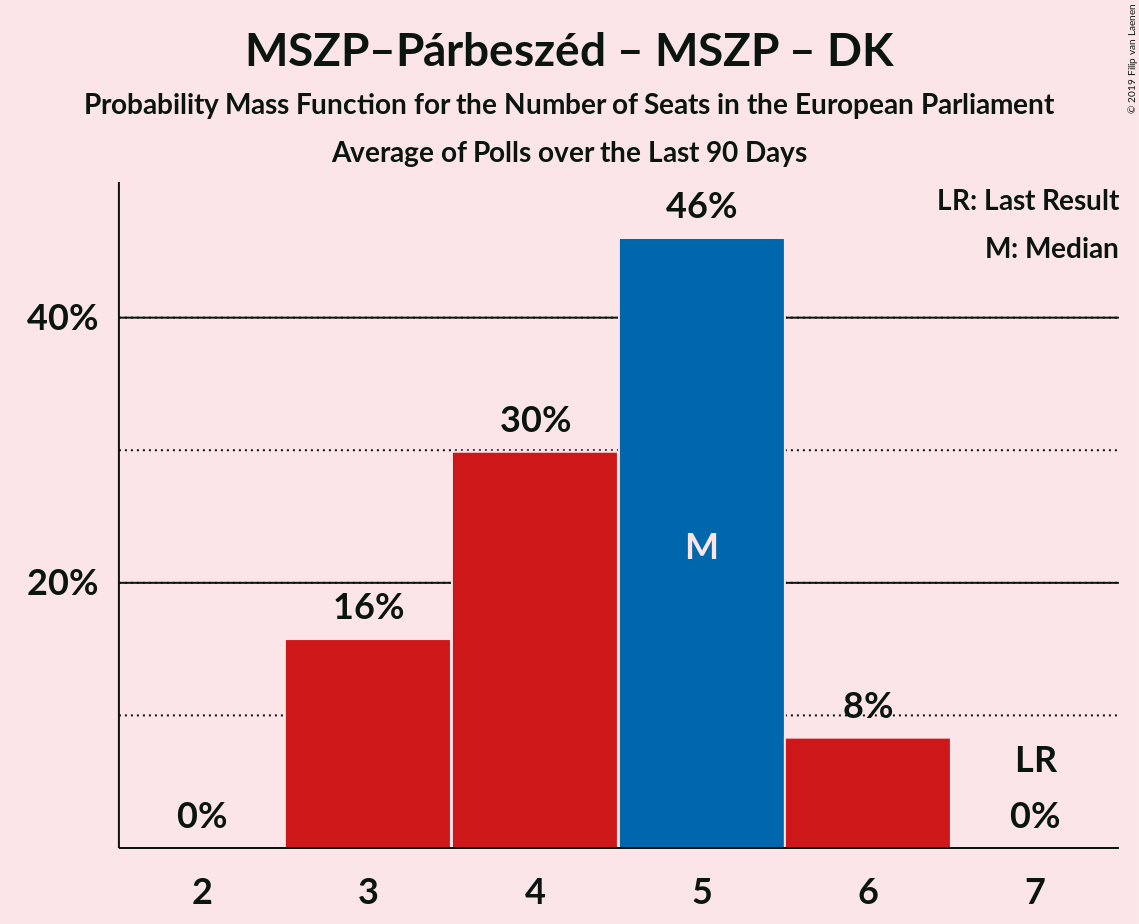 MSZP–Párbeszéd – MSZP – DK
Probability Mass Function for the Number of Seats in the European Parliament
Average of Polls over the Last 90 Days
© 2019 Filip van Laenen
LR: Last Result
M: Median
46%
40%
30%
M
20%
16%
8%
LR
0%
0%
2 3 4 5 6 7